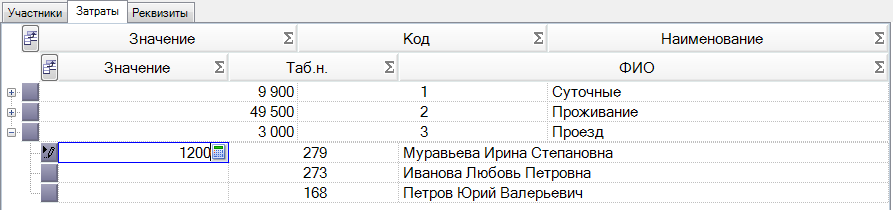 Участники Затраты Реквизиты
Значение Σ Код Σ Наименование Σ
Значение Σ Таб.н. Σ ФИО Σ
9 900 1 Суточные
49 500 2 Проживание
3 000 3 Проезд
1200 279 Муравьева Ирина Степановна
273 Иванова Любовь Петровна
168 Петров Юрий Валерьевич